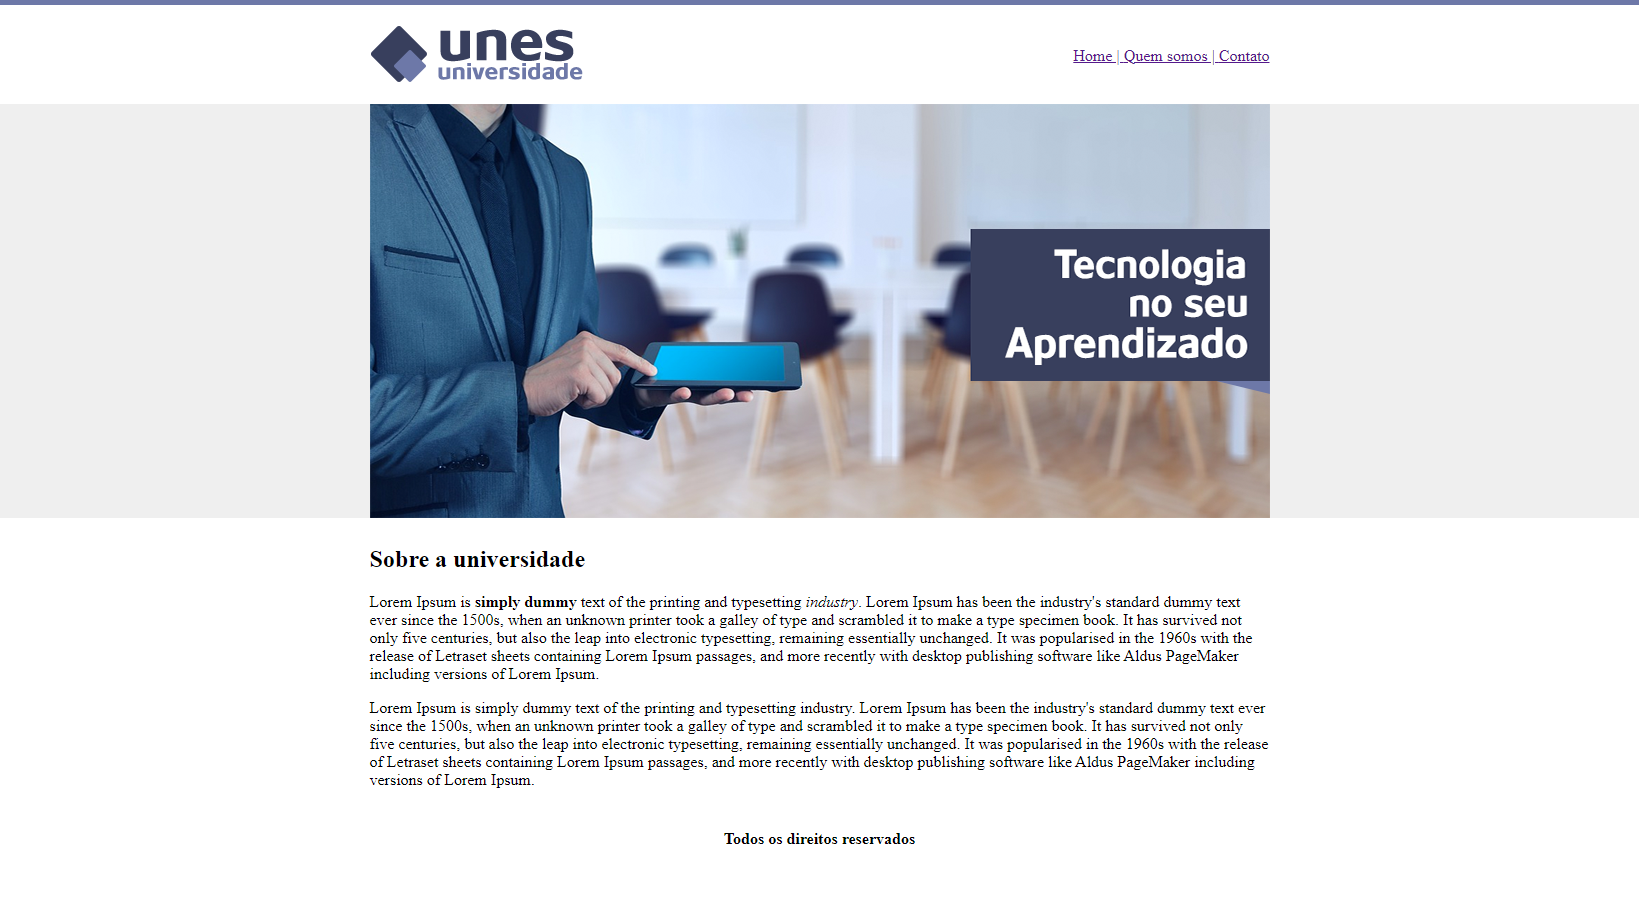 unes
universidade
Home | Quem somos | Contato
Tecnologia
no seu
Aprendizado
Sobre a universidade
Lorem Ipsum is simply dummy text of the printing and typesetting industry. Lorem Ipsum has been the industry's standard dummy text
ever since the 1500s, when an unknown printer took a galley of type and scrambled it to make a type specimen book. It has survived not
only five centuries, but also the leap into electronic typesetting, remaining essentially unchanged. It was popularised in the 1960s with the
release of Letraset sheets containing Lorem Ipsum passages, and more recently with desktop publishing software like Aldus PageMaker
including versions of Lorem Ipsum.
Lorem Ipsum is simply dummy text of the printing and typesetting industry. Lorem Ipsum has been the industry's standard dummy text ever
since the 1500s, when an unknown printer took a galley of type and scrambled it to make a type specimen book. It has survived not only
five centuries, but also the leap into electronic typesetting, remaining essentially unchanged. It was popularised in the 1960s with the release
of Letraset sheets containing Lorem Ipsum passages, and more recently with desktop publishing software like Aldus PageMaker including
versions of Lorem Ipsum.
Todos os direitos reservados